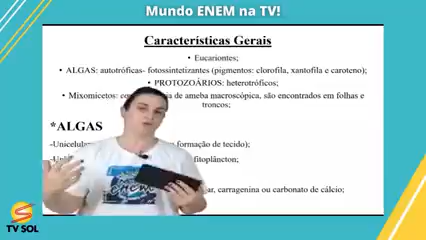 Mundo ENEM na TV!
Características Gerais
• Eucariontes;
• ALGAS: autotróficas- fotossintetizantes (pigmentos: clorofila, xantofila e caroteno);
• PROTOZOÁRIOS: heterotróficos;
• Mixomicetos: de ameba macroscópica, são encontrados em folhas e
troncos;
*ALGAS
-Unicelular formação de tecido);
fitoplâncton;
carragenina ou carbonato de cálcio;
TV SOL